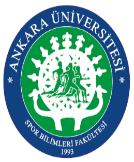 ANKARA ÜNİVERSİTESİ
SPOR BİLİMLERİ FAKÜLTESİ
1993